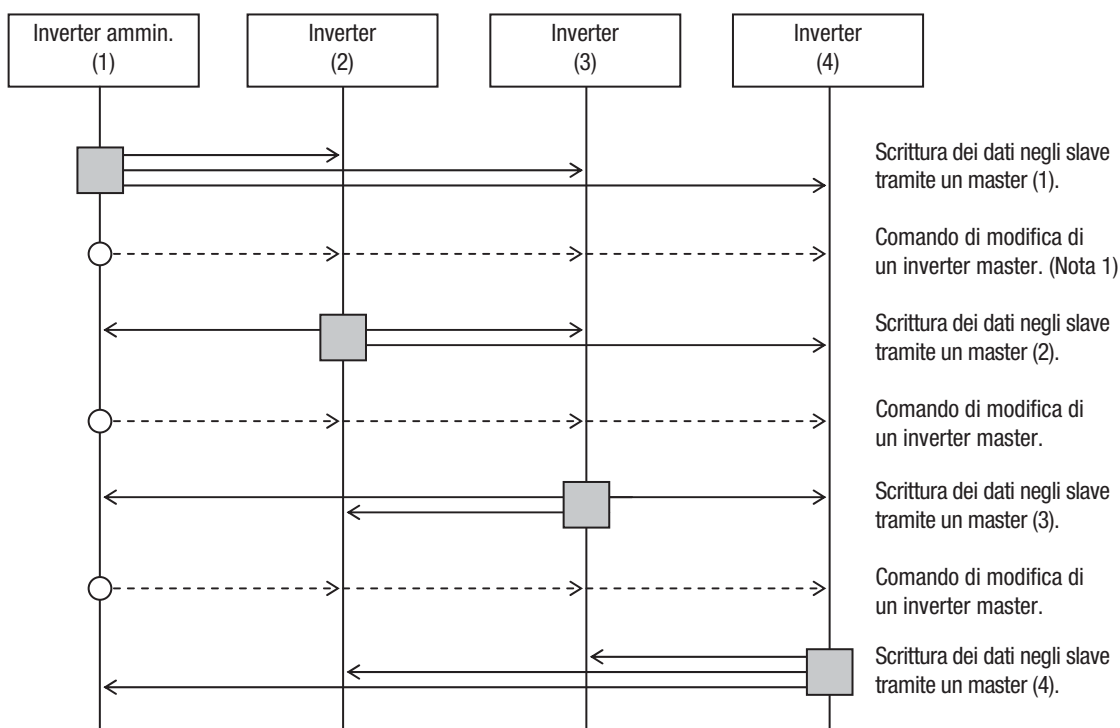 Inverter ammin.
(1)
Inverter
(2)
Inverter
(3)
Inverter
(4)
Scrittura dei dati negli slave
tramite un master (1).
Comando di modifica di
un inverter master. (Nota 1)
Scrittura dei dati negli slave
tramite un master (2).
Comando di modifica di
un inverter master.
Scrittura dei dati negli slave
tramite un master (3).
Comando di modifica di
un inverter master.
Scrittura dei dati negli slave
tramite un master (4).